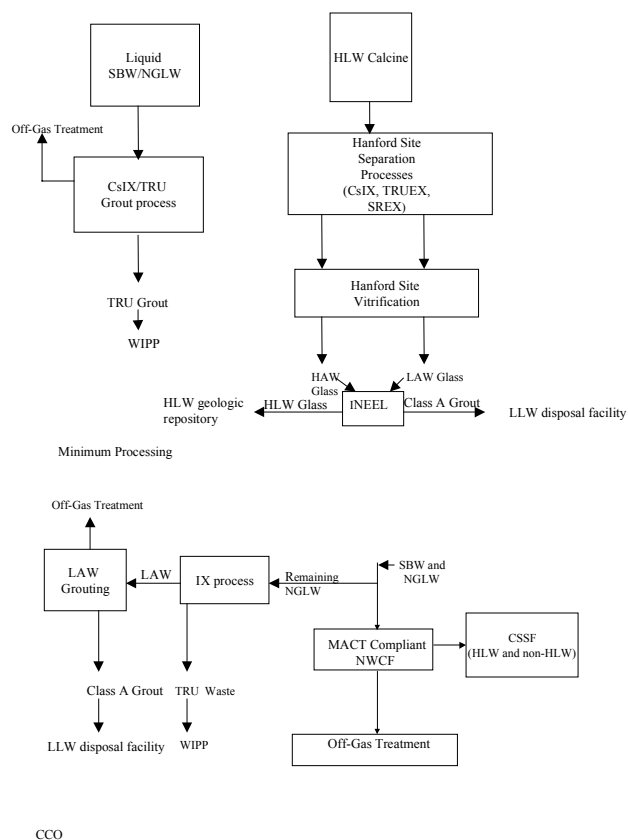 Liquid
SBW/NGLW
HLW Calcine
Off-Gas Treatment
CsIX/TRU
Grout process
Hanford Site
Separation
Processes
(CsIX, TRUEX,
SREX)
TRU Grout
WIPP
Hanford Site
Vitrification
HAW
Glass
LAW Glass
HLW geologic
repository
HLW Glass
INEEL
Class A Grout
LLW disposal facility
Minimum Processing
Off-Gas Treatment
LAW
Grouting
LAW
IX process
Remaining
NGLW
SBW and
NGLW
MACT Compliant
NWCF
CSSF
(HLW and non-HLW)
Class A Grout
TRU Waste
LLW disposal facility
WIPP
Off-Gas Treatment
CCO